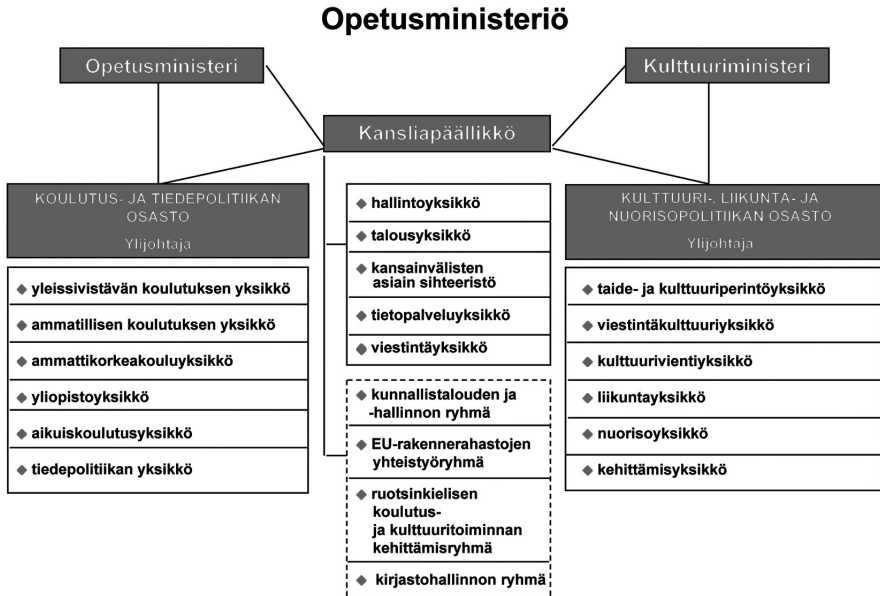 Opetusministeriö
Opetusministeri
Kulttuuriministeri
Kansliapäällikkö
KOULUTUS- JA TIEDEPOLITIIKAN
OSASTO
Ylijohtaja
yleissivistävän koulutuksen yksikkö
ammatillisen koulutuksen yksikkö
ammattikorkeakouluyksikkö
yliopistoyksikkö
aikuiskoulutusyksikkö
tiedepolitiikan yksikkö
hallintoyksikkö
talousyksikkö
kansainvälisten
asiain sihteeristö
tietopalveluyksikkö
viestintäyksikkö
kunnallistalouden ja
-hallinnon ryhmä
EU-rakennerahastojen
yhteistyöryhmä
ruotsinkielisen
koulutus-
ja kulttuuritoiminnan
kehittämisryhmä
kirjastohallinnon ryhmä
KULTTUURI-, LIIKUNTA- JA
NUORISOPOLITIIKAN OSASTO
Ylijohtaja
taide- ja kulttuuriperintöyksikkö
viestintäkulttuuriyksikkö
kulttuurivientiyksikkö
liikuntayksikkö
nuorisoyksikkö
kehittämisyksikkö